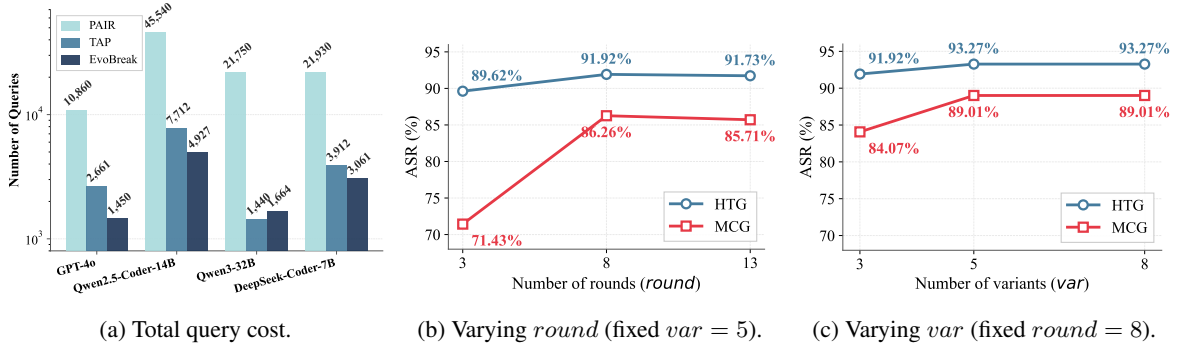 PAIR
TAP
EvoBreak
Number of Queries
10⁴
10³
10,860
2,661
1,450
45,540
7,712
4,927
21,750
1,440
1,664
21,930
3,912
3,061
GPT-4o
Qwen2.5-Coder-14B
Qwen3-32B
DeepSeek-Coder-7B
(a) Total query cost.
ASR (%)
95
90
85
80
75
70
89.62%
91.92%
91.73%
71.43%
86.26%
85.71%
HTG
MCG
3
8
13
Number of rounds (round)
(b) Varying round (fixed var = 5).
ASR (%)
95
90
85
80
75
70
91.92%
93.27%
93.27%
84.07%
89.01%
89.01%
HTG
MCG
3
5
8
Number of variants (var)
(c) Varying var (fixed round = 8).